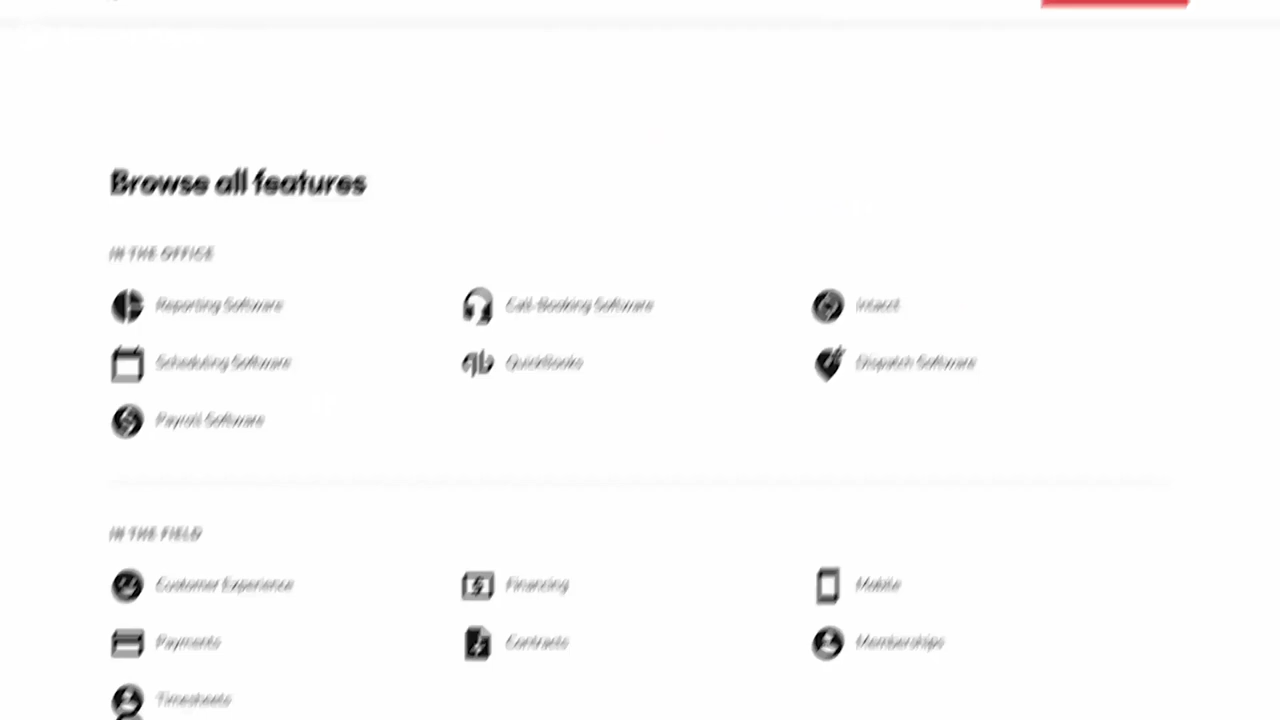 Browse all features
IN THE OFFICE
Reporting Software
Call-Booking Software
Intacct
Scheduling Software
QuickBooks
Dispatch Software
Payroll Software
IN THE FIELD
Customer Experience
Financing
Mobile
Payments
Contracts
Memberships
Timesheets